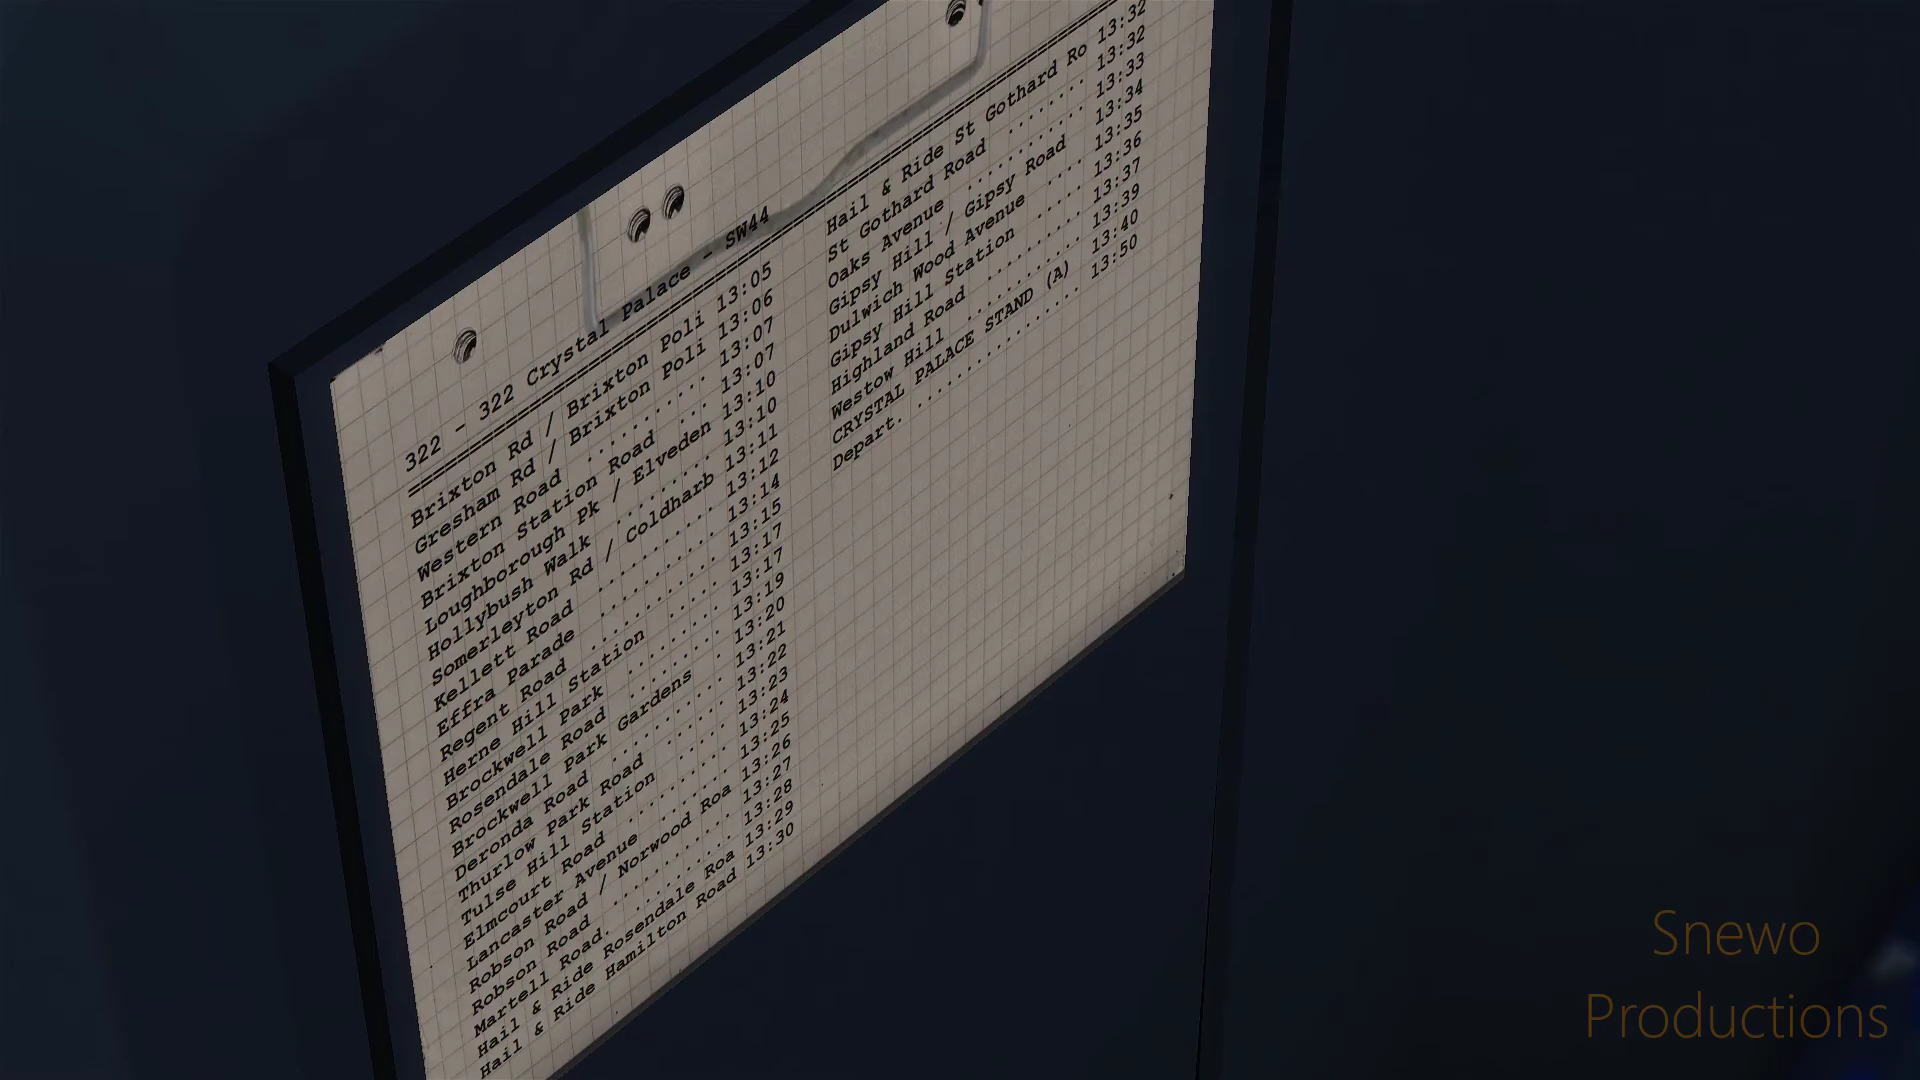 322 - 322 Crystal Palace - SW44
Brixton Rd / Brixton Poli 13:05
Gresham Rd / Brixton Poli 13:06
Western Road .......... 13:07
Brixton Station Road .... 13:07
Loughborough Pk / Elveden 13:10
Hollybush Walk .......... 13:10
Somerleyton Rd / Coldharb 13:11
Kellett Road ............ 13:12
Effra Parade ............ 13:14
Regent Road ............. 13:15
Herne Hill Station ...... 13:17
Brockwell Park .......... 13:17
Rosendale Road .......... 13:19
Brockwell Park Gardens .. 13:20
Deronda Road ............ 13:21
Thurlow Park Road ....... 13:22
Tulse Hill Station ...... 13:23
Elmcourt Road ........... 13:24
Lancaster Avenue ........ 13:25
Robson Road / Norwood Roa 13:26
Robson Road ............. 13:27
Martell Road. ........... 13:28
Hail & Ride Rosendale Roa 13:29
Hail & Ride Hamilton Road 13:30
Hail & Ride St Gothard Ro 13:32
St Gothard Road ......... 13:32
Oaks Avenue ............. 13:33
Gipsy Hill / Gipsy Road . 13:34
Dulwich Wood Avenue ..... 13:35
Gipsy Hill Station ...... 13:36
Highland Road ........... 13:37
Westow Hill ............. 13:39
CRYSTAL PALACE STAND (A) 13:40
Depart. ................. 13:50
Snewo
Productions